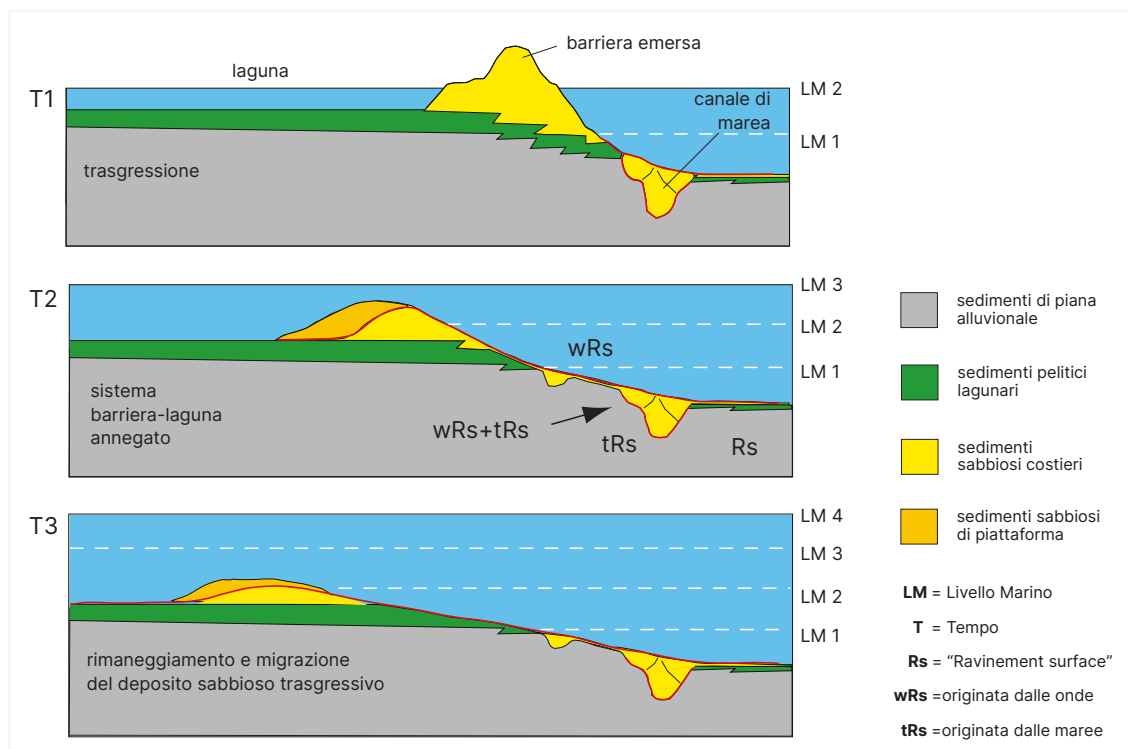 barriera emersa
laguna
T1
LM 2
canale di
marea
LM 1
trasgressione
T2
LM 3
LM 2
wRs
LM 1
sistema
barriera-laguna
annegato
wRs+tRs
tRs
Rs
T3
LM 4
LM 3
LM 2
LM 1
rimaneggiamento e migrazione
del deposito sabbioso trasgressivo
sedimenti di piana
alluvionale
sedimenti pelitici
lagunari
sedimenti
sabbiosi costieri
sedimenti sabbiosi
di piattaforma
LM = Livello Marino
T = Tempo
Rs = “Ravinement surface”
wRs =originata dalle onde
tRs =originata dalle maree